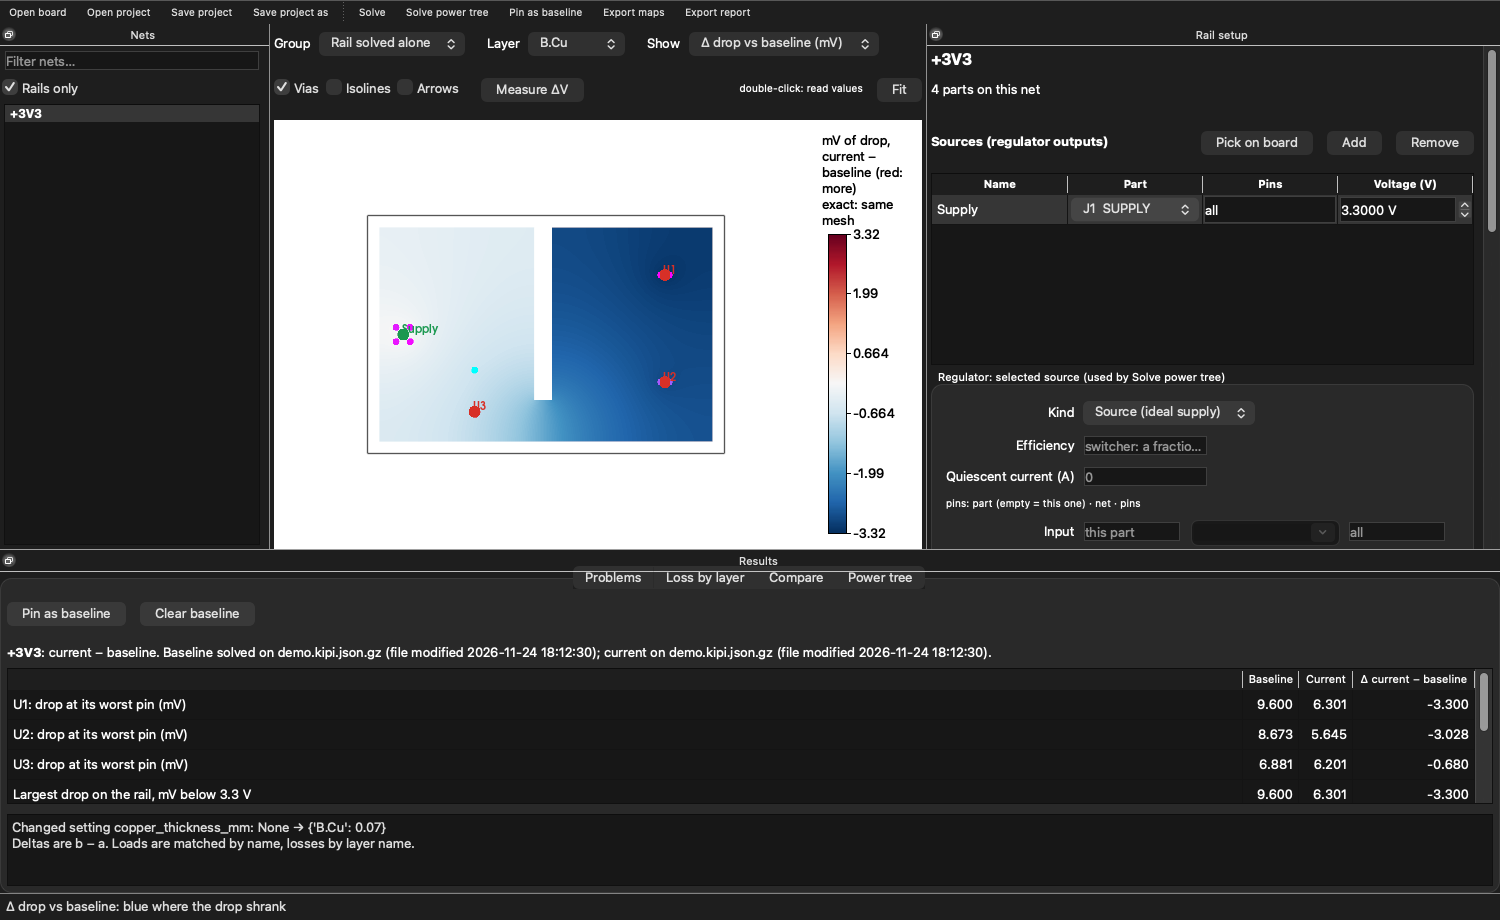 Open board Open project Save project Save project as Solve Solve power tree Pin as baseline Export maps Export report
Nets
Filter nets...
Rails only
+3V3
Group Rail solved alone Layer B.Cu Show Δ drop vs baseline (mV)
Vias Isolines Arrows Measure ΔV double-click: read values Fit
mV of drop,
current −
baseline (red:
more)
exact: same
mesh
3.32
1.99
0.664
-0.664
-1.99
-3.32
U1
Supply
U2
U3
Rail setup
+3V3
4 parts on this net
Sources (regulator outputs) Pick on board Add Remove
Name Part Pins Voltage (V)
Supply J1 SUPPLY all 3.3000 V
Regulator: selected source (used by Solve power tree)
Kind Source (ideal supply)
Efficiency switcher: a fractio...
Quiescent current (A) 0
pins: part (empty = this one) · net · pins
Input this part all
Results
Problems Loss by layer Compare Power tree
Pin as baseline Clear baseline
+3V3: current − baseline. Baseline solved on demo.kipi.json.gz (file modified 2026-11-24 18:12:30); current on demo.kipi.json.gz (file modified 2026-11-24 18:12:30).
Baseline Current Δ current − baseline
U1: drop at its worst pin (mV) 9.600 6.301 -3.300
U2: drop at its worst pin (mV) 8.673 5.645 -3.028
U3: drop at its worst pin (mV) 6.881 6.201 -0.680
Largest drop on the rail, mV below 3.3 V 9.600 6.301 -3.300
Changed setting copper_thickness_mm: None → {'B.Cu': 0.07}
Deltas are b − a. Loads are matched by name, losses by layer name.
Δ drop vs baseline: blue where the drop shrank